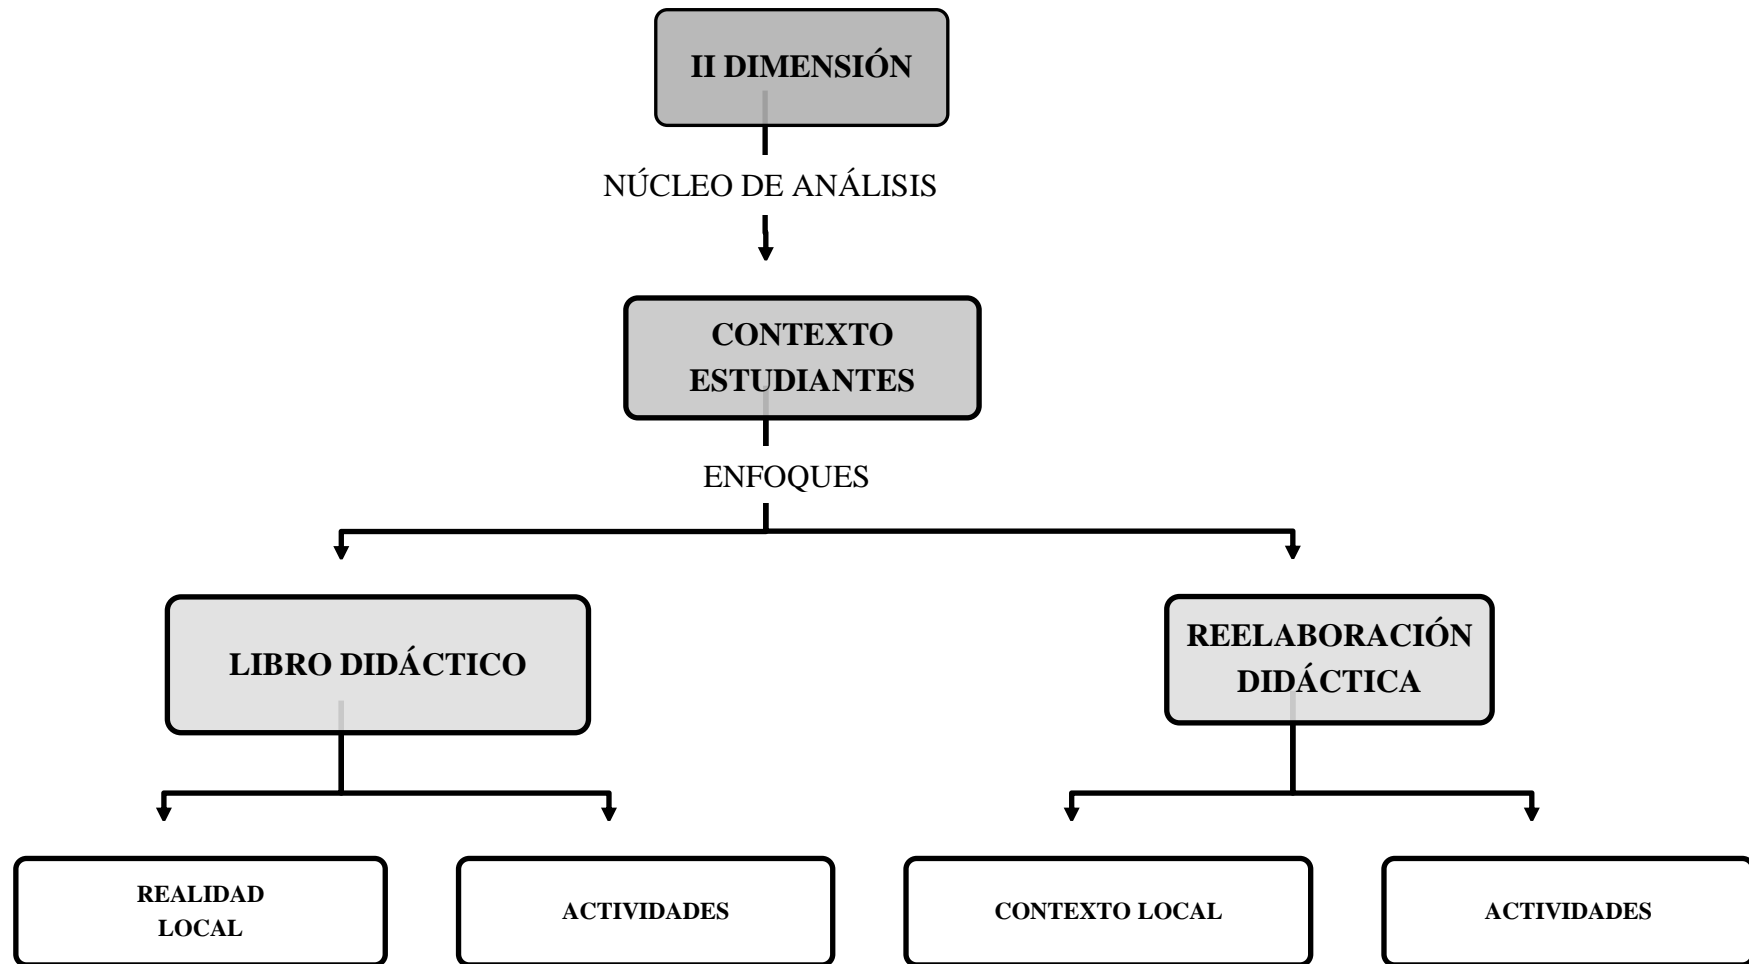 II DIMENSIÓN
NÚCLEO DE ANÁLISIS
CONTEXTO
ESTUDIANTES
ENFOQUES
LIBRO DIDÁCTICO
REELABORACIÓN
DIDÁCTICA
REALIDAD
LOCAL
ACTIVIDADES
CONTEXTO LOCAL
ACTIVIDADES